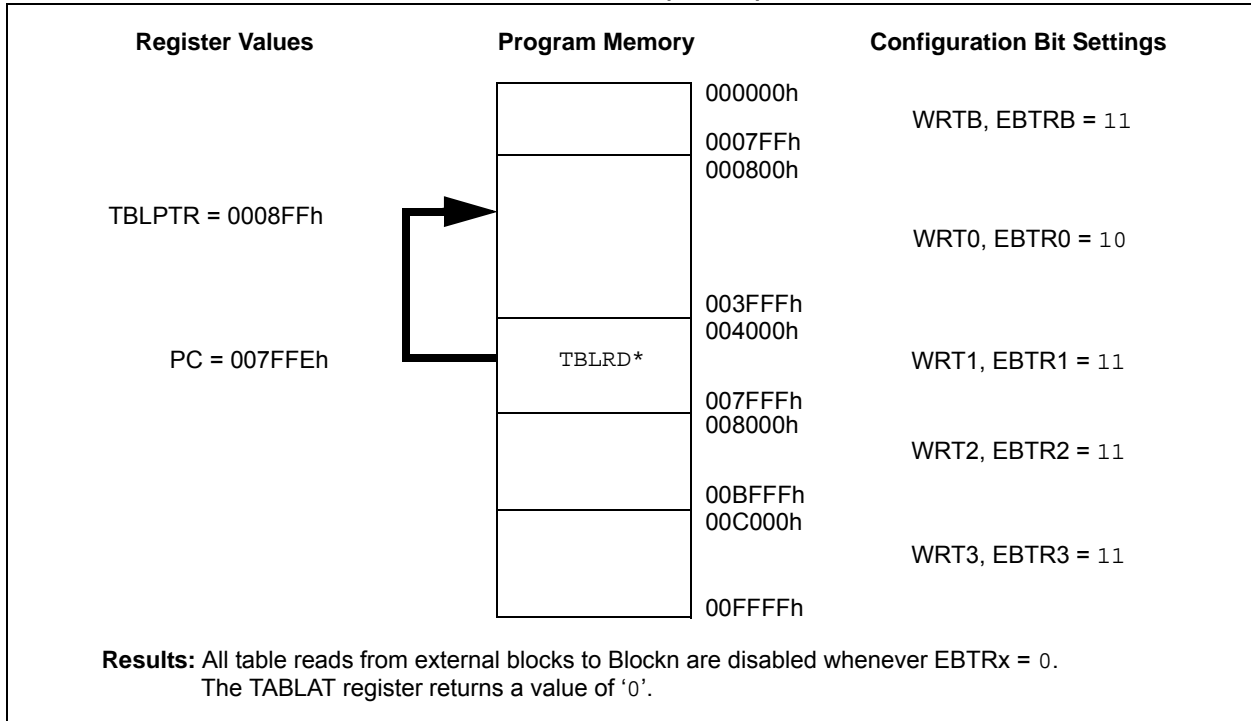 Register Values Program Memory Configuration Bit Settings
000000h
WRTB, EBTRB = 11
0007FFh
000800h
TBLPTR = 0008FFh
WRT0, EBTR0 = 10
003FFFh
004000h
PC = 007FFEh TBLRD* WRT1, EBTR1 = 11
007FFFh
008000h
WRT2, EBTR2 = 11
00BFFFh
00C000h
WRT3, EBTR3 = 11
00FFFFh
Results: All table reads from external blocks to Blockn are disabled whenever EBTRx = 0.
The TABLAT register returns a value of ‘0’.